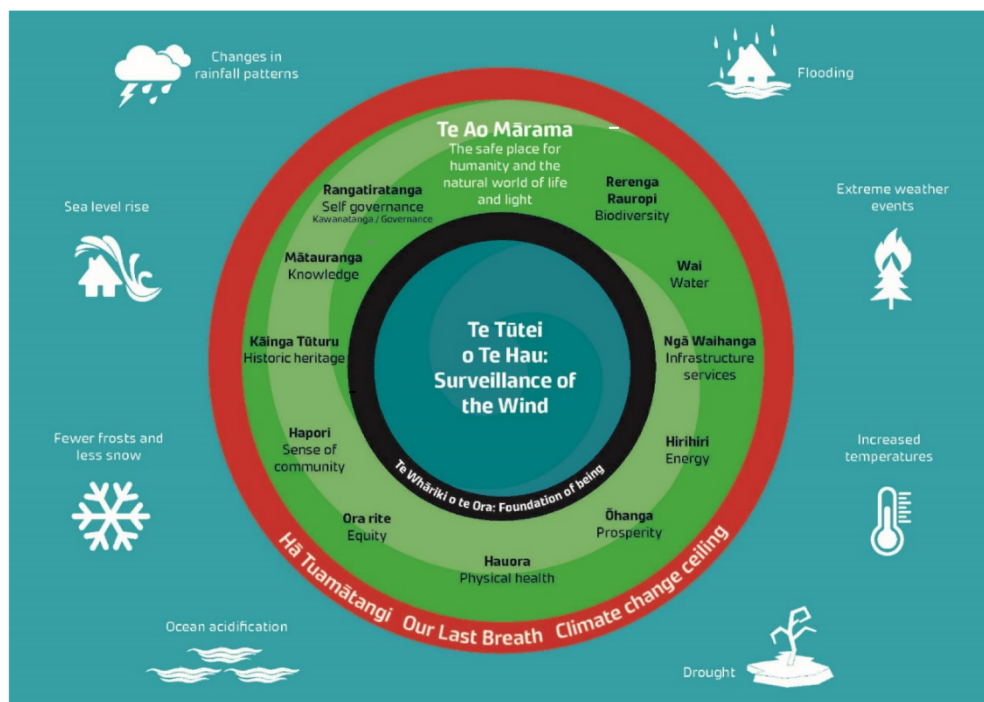 Changes in
rainfall patterns
Flooding
Te Ao Mārama
The safe place for
humanity and the
natural world of life
and light
Rangatiratanga
Self governance
Kawanatanga / Governance
Rerenga
Rauropi
Biodiversity
Sea level rise
Extreme weather
events
Mātauranga
Knowledge
Wai
Water
Kāinga Tūturu
Historic heritage
Te Tūtei
o Te Hau:
Surveillance of
the Wind
Ngā Waihanga
Infrastructure
services
Fewer frosts and
less snow
Hapori
Sense of
community
Hirihiri
Energy
Increased
temperatures
Te Whāriki o te Ora: Foundation of being
Ora rite
Equity
Ōhanga
Prosperity
Hauora
Physical health
Hā Tuamātangi Our Last Breath Climate change ceiling
Ocean acidification
Drought